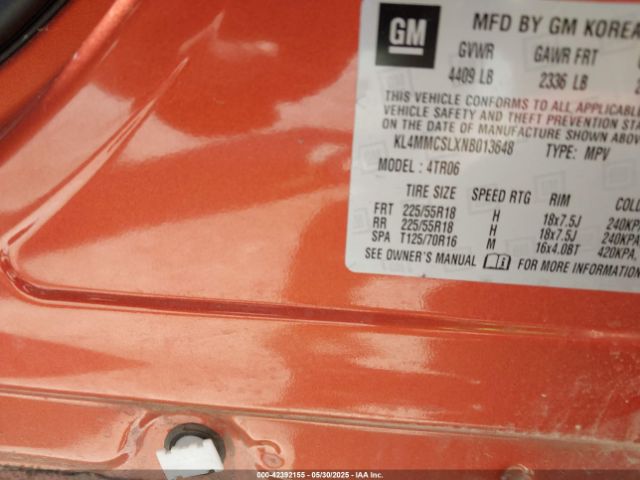 GM
MFD BY GM KOREA
GVWR GAWR FRT
4409 LB 2336 LB
THIS VEHICLE CONFORMS TO ALL APPLICABLE
VEHICLE SAFETY AND THEFT PREVENTION STA
ON THE DATE OF MANUFACTURE SHOWN ABOVE
KL4MMCSLXNB013648 TYPE: MPV
MODEL: 4TR06
TIRE SIZE SPEED RTG RIM COLD
FRT 225/55R18 H 18x7.5J 240KPA
RR 225/55R18 H 18x7.5J 240KPA
SPA T125/70R16 M 16x4.0BT 420KPA,
SEE OWNER'S MANUAL FOR MORE INFORMATION
000-42392155 - 05/30/2025 - IAA Inc.